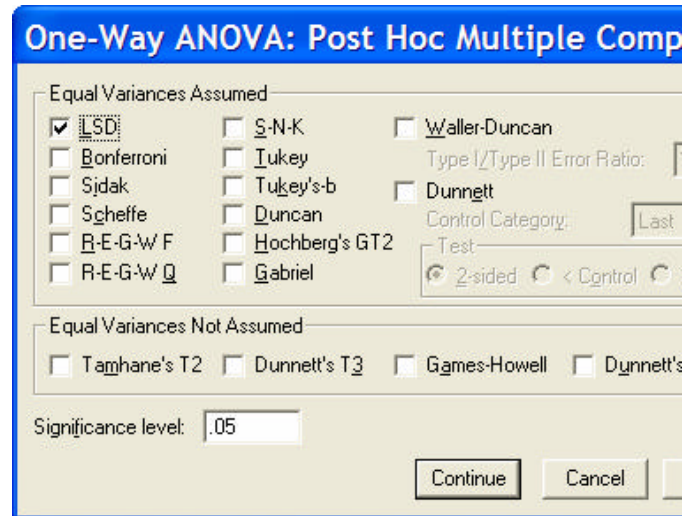 One-Way ANOVA: Post Hoc Multiple Comp
Equal Variances Assumed
LSD S-N-K Waller-Duncan
Bonferroni Tukey Type I/Type II Error Ratio:
Sidak Tukey's-b Dunnett
Scheffe Duncan Control Category: Last
R-E-G-W F Hochberg's GT2 Test
R-E-G-W Q Gabriel 2-sided < Control
Equal Variances Not Assumed
Tamhane's T2 Dunnett's T3 Games-Howell Dunnett's
Significance level: .05
Continue Cancel